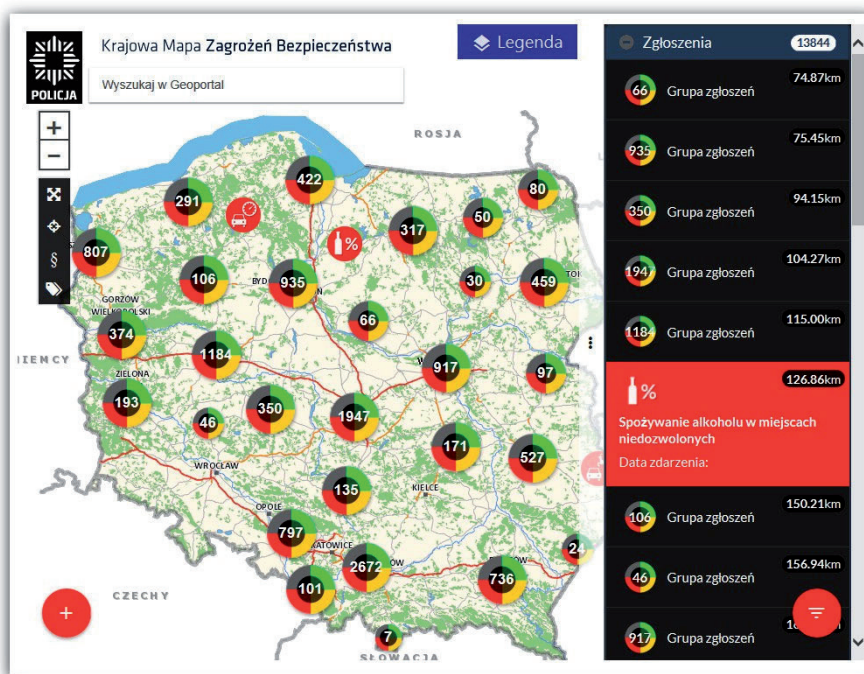 POLICJA
Krajowa Mapa Zagrożeń Bezpieczeństwa
Wyszukaj w Geoportal
Legenda
+
−
§
ROSJA
422
291
80
50
317
807
%
106
935
30
459
GORZÓW
WIELKOPOLSKI
66
374
1184
NIEMCY
917
97
ZIELONA
193
350
46
1947
171
527
WROCŁAW
135
KIELCE
OPOLE
797
KATOWICE
24
2672
736
101
CZECHY
+
7
SŁOWACJA
Zgłoszenia 13844
66 Grupa zgłoszeń 74.87km
935 Grupa zgłoszeń 75.45km
350 Grupa zgłoszeń 94.15km
194 Grupa zgłoszeń 104.27km
1184 Grupa zgłoszeń 115.00km
% 126.86km
Spożywanie alkoholu w miejscach
niedozwolonych
Data zdarzenia:
106 Grupa zgłoszeń 150.21km
46 Grupa zgłoszeń 156.94km
917 Grupa zgłoszeń